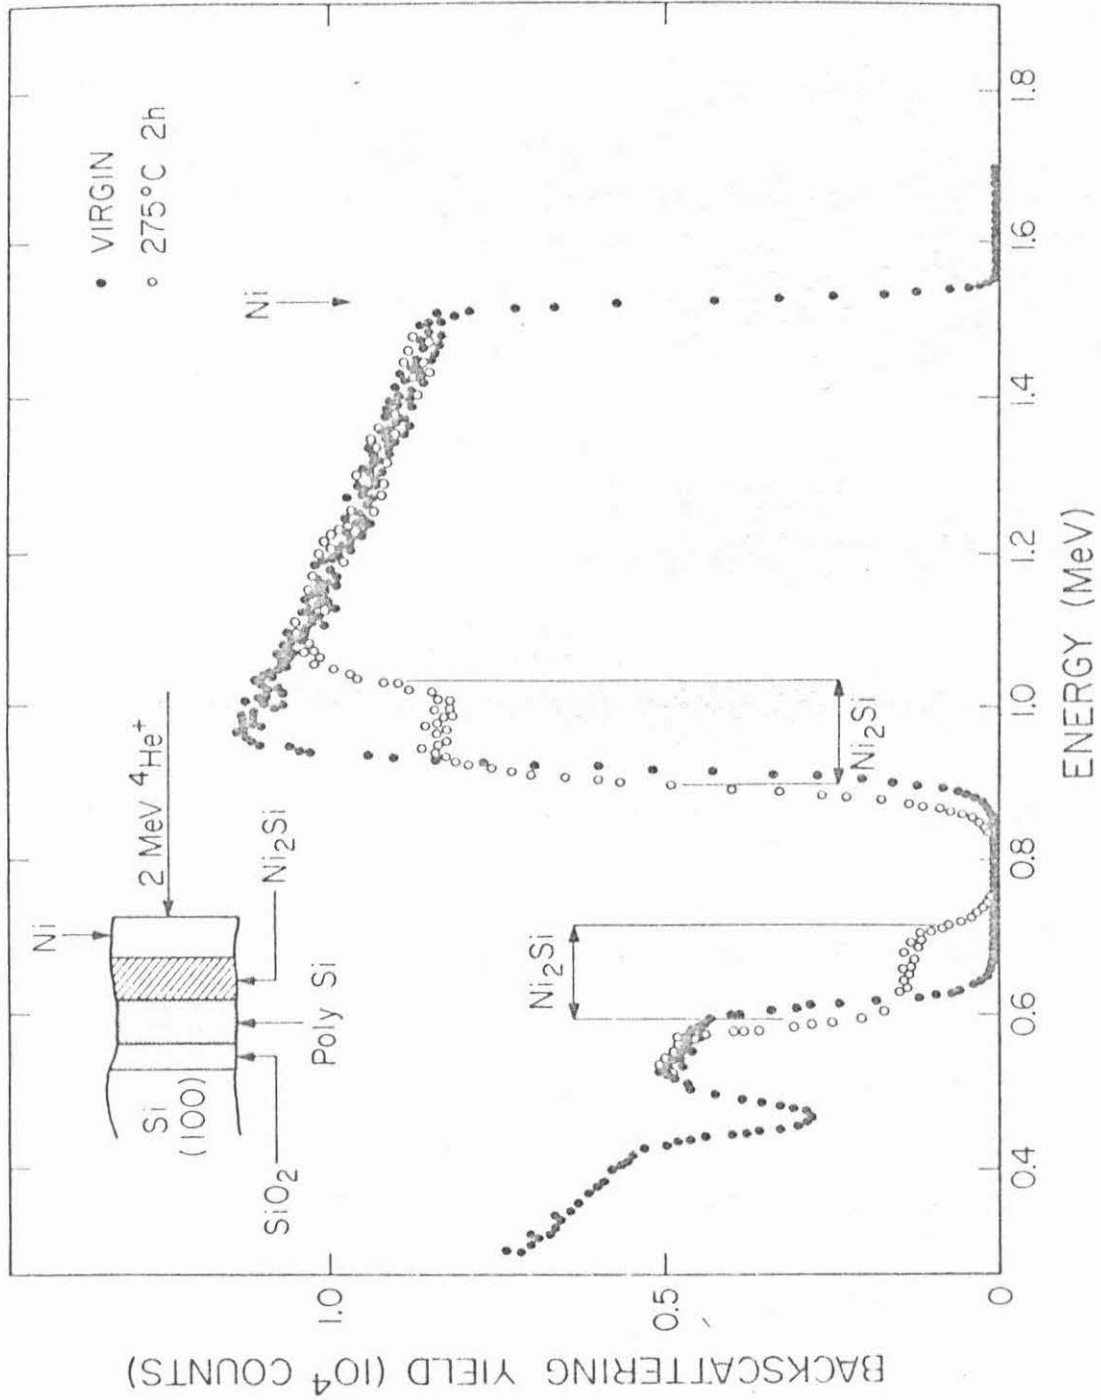 • VIRGIN
○ 275°C 2h
Ni
2 MeV ⁴He⁺
Ni
Ni₂Si
Poly Si
Si
(100)
SiO₂
Ni₂Si
Ni₂Si
BACKSCATTERING YIELD (10⁴ COUNTS)
1.0
0.5
0
0.4
0.6
0.8
1.0
1.2
1.4
1.6
1.8
ENERGY (MeV)